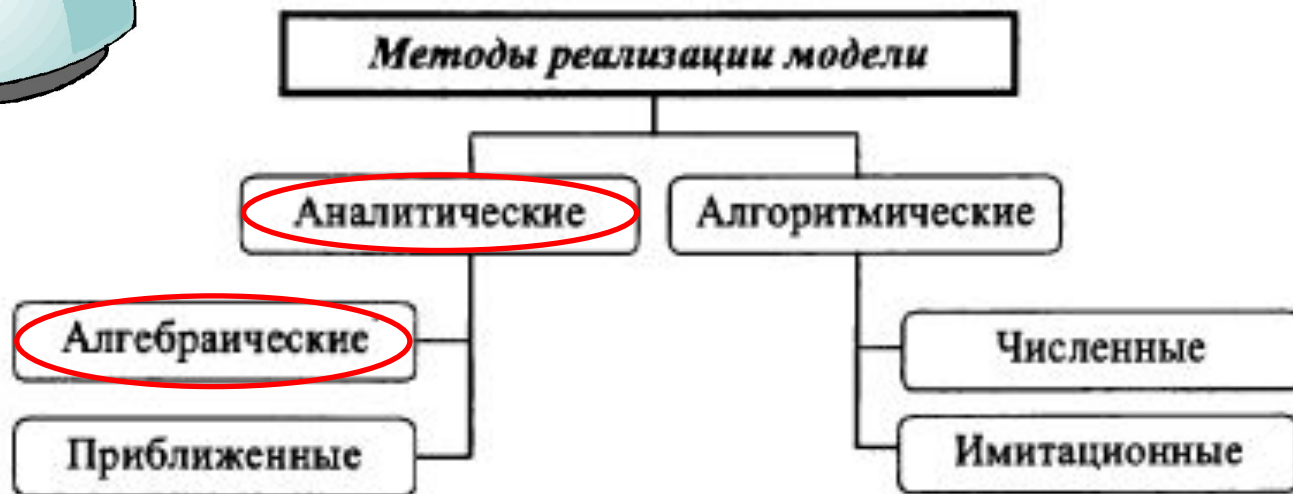 Методы реализации модели
Аналитические
Алгоритмические
Алгебраические
Численные
Приближенные
Имитационные